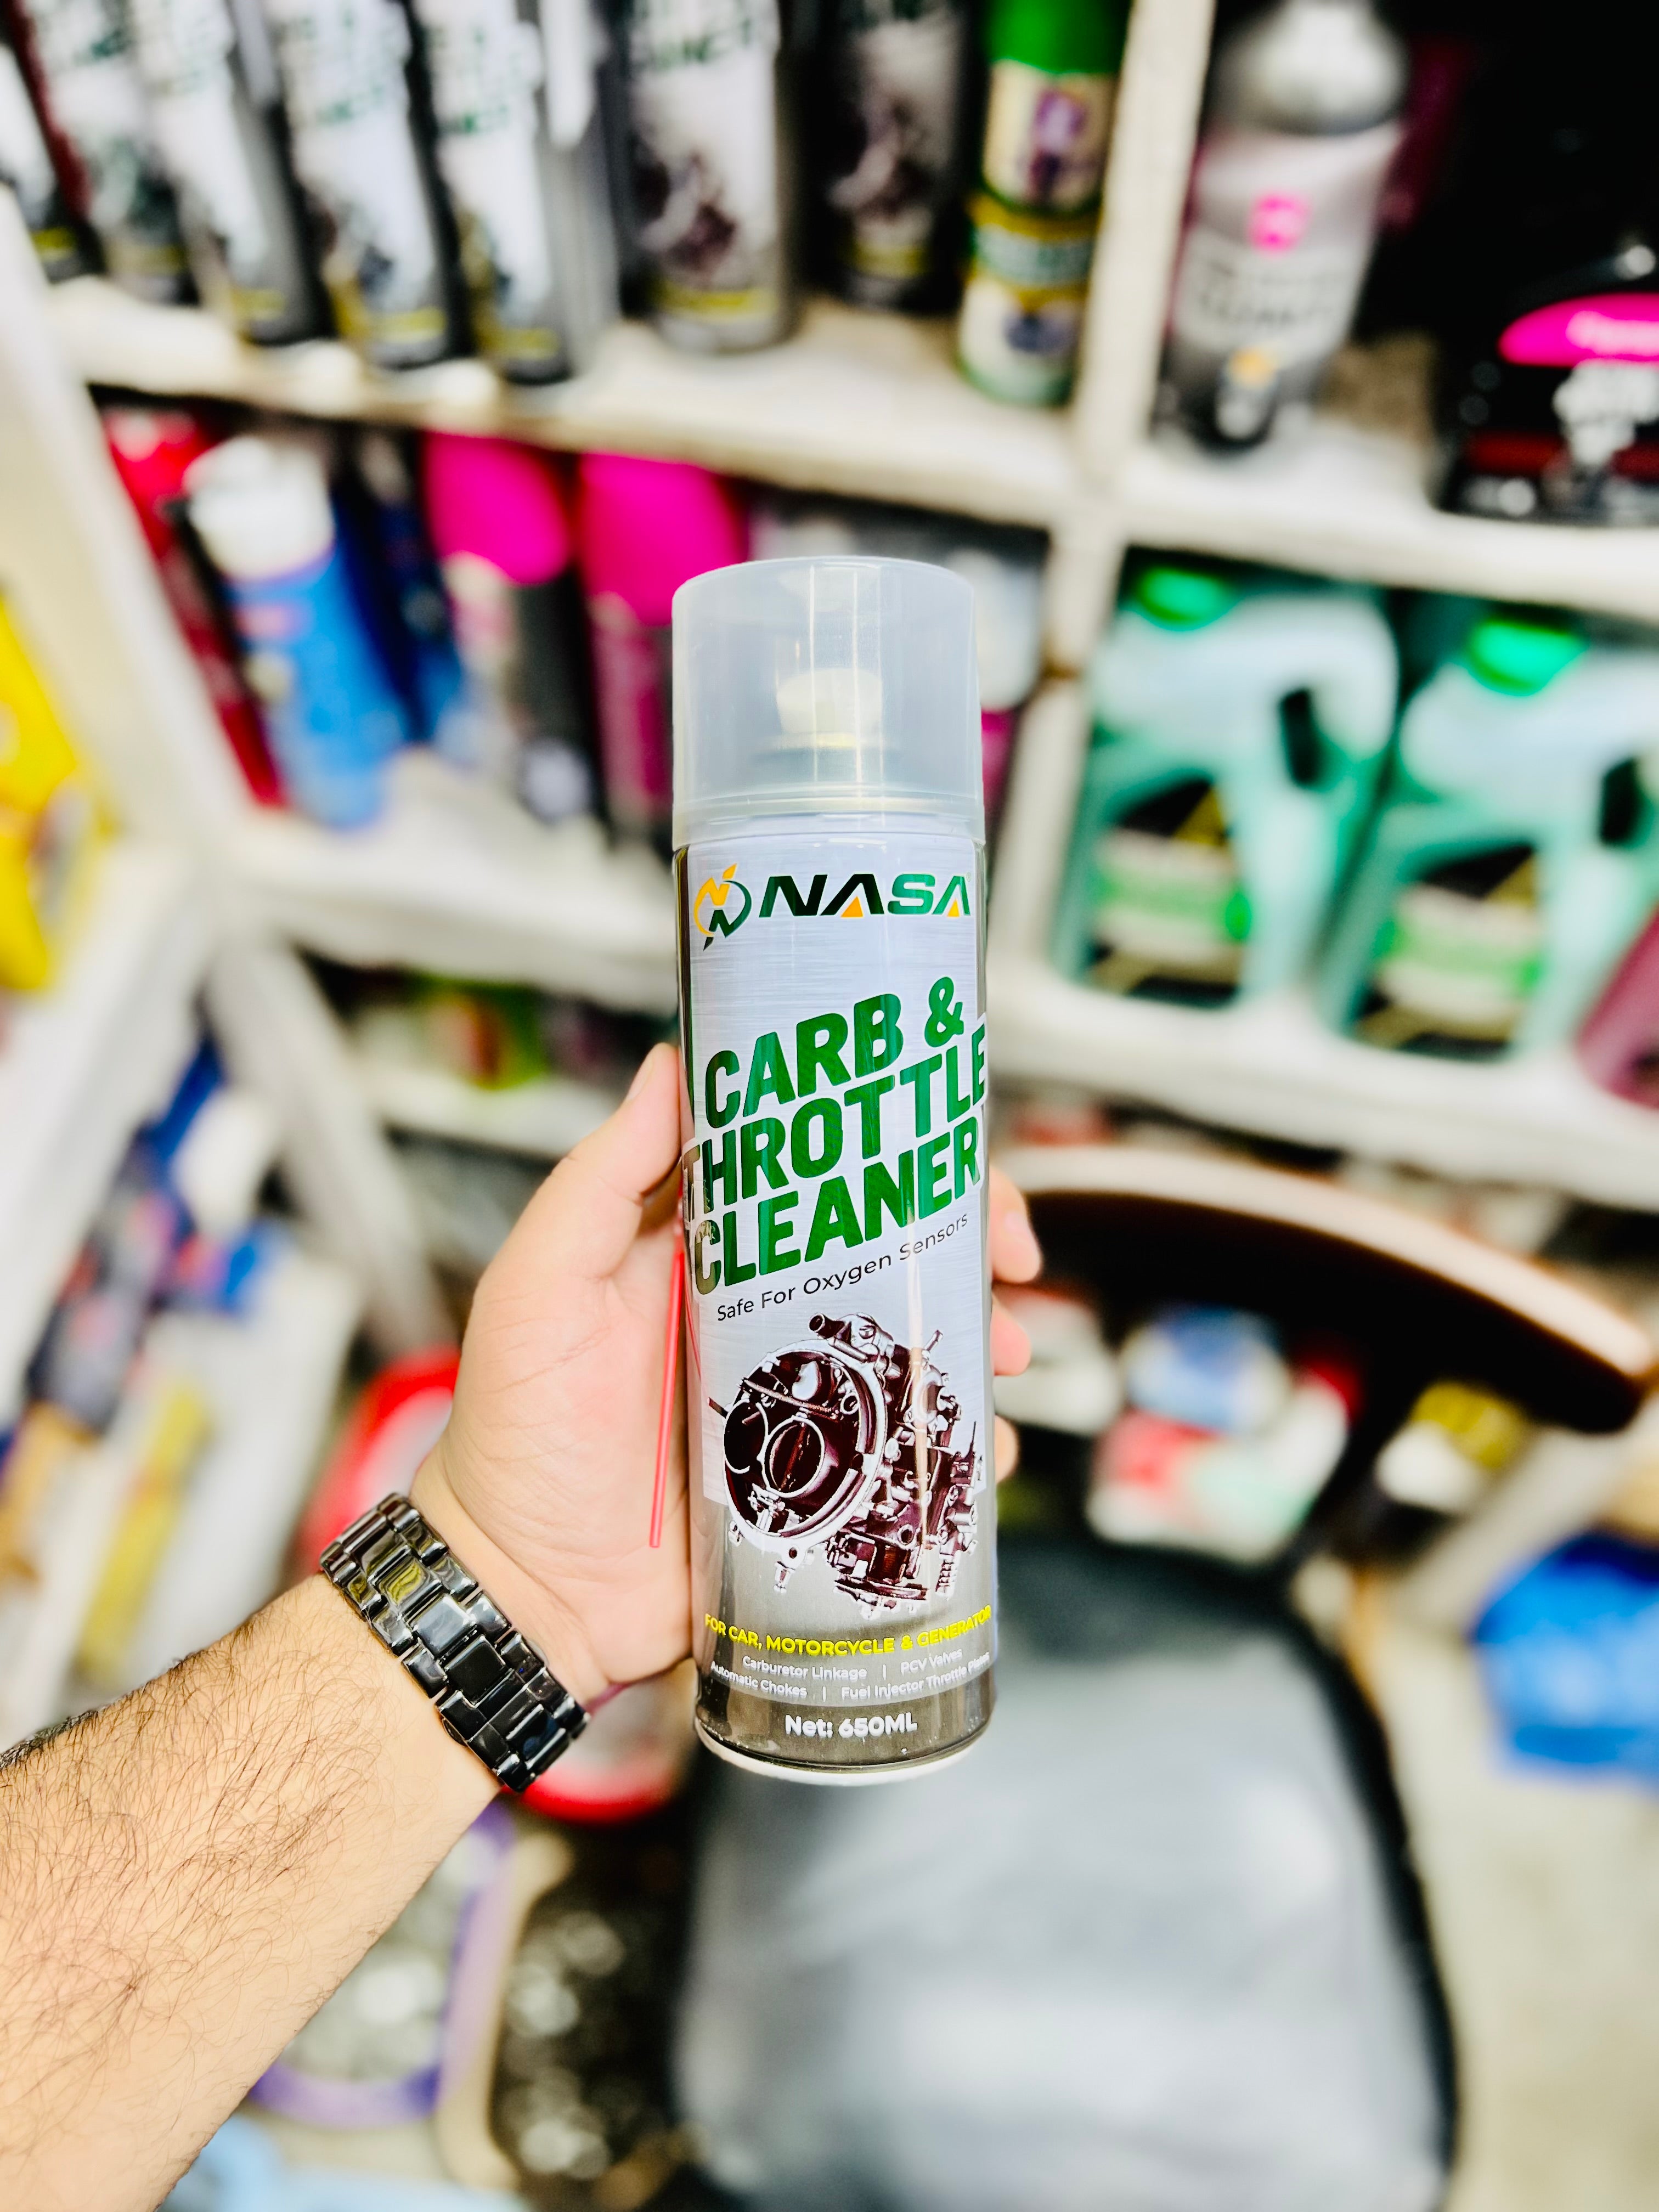 NASA
CARB &
THROTTLE
CLEANER
Safe For Oxygen Sensors
FOR CAR, MOTORCYCLE & GENERATOR
Carburetor Linkage | PCV Valves
Automatic Chokes | Fuel Injector Throttle Plates
Net: 650ML